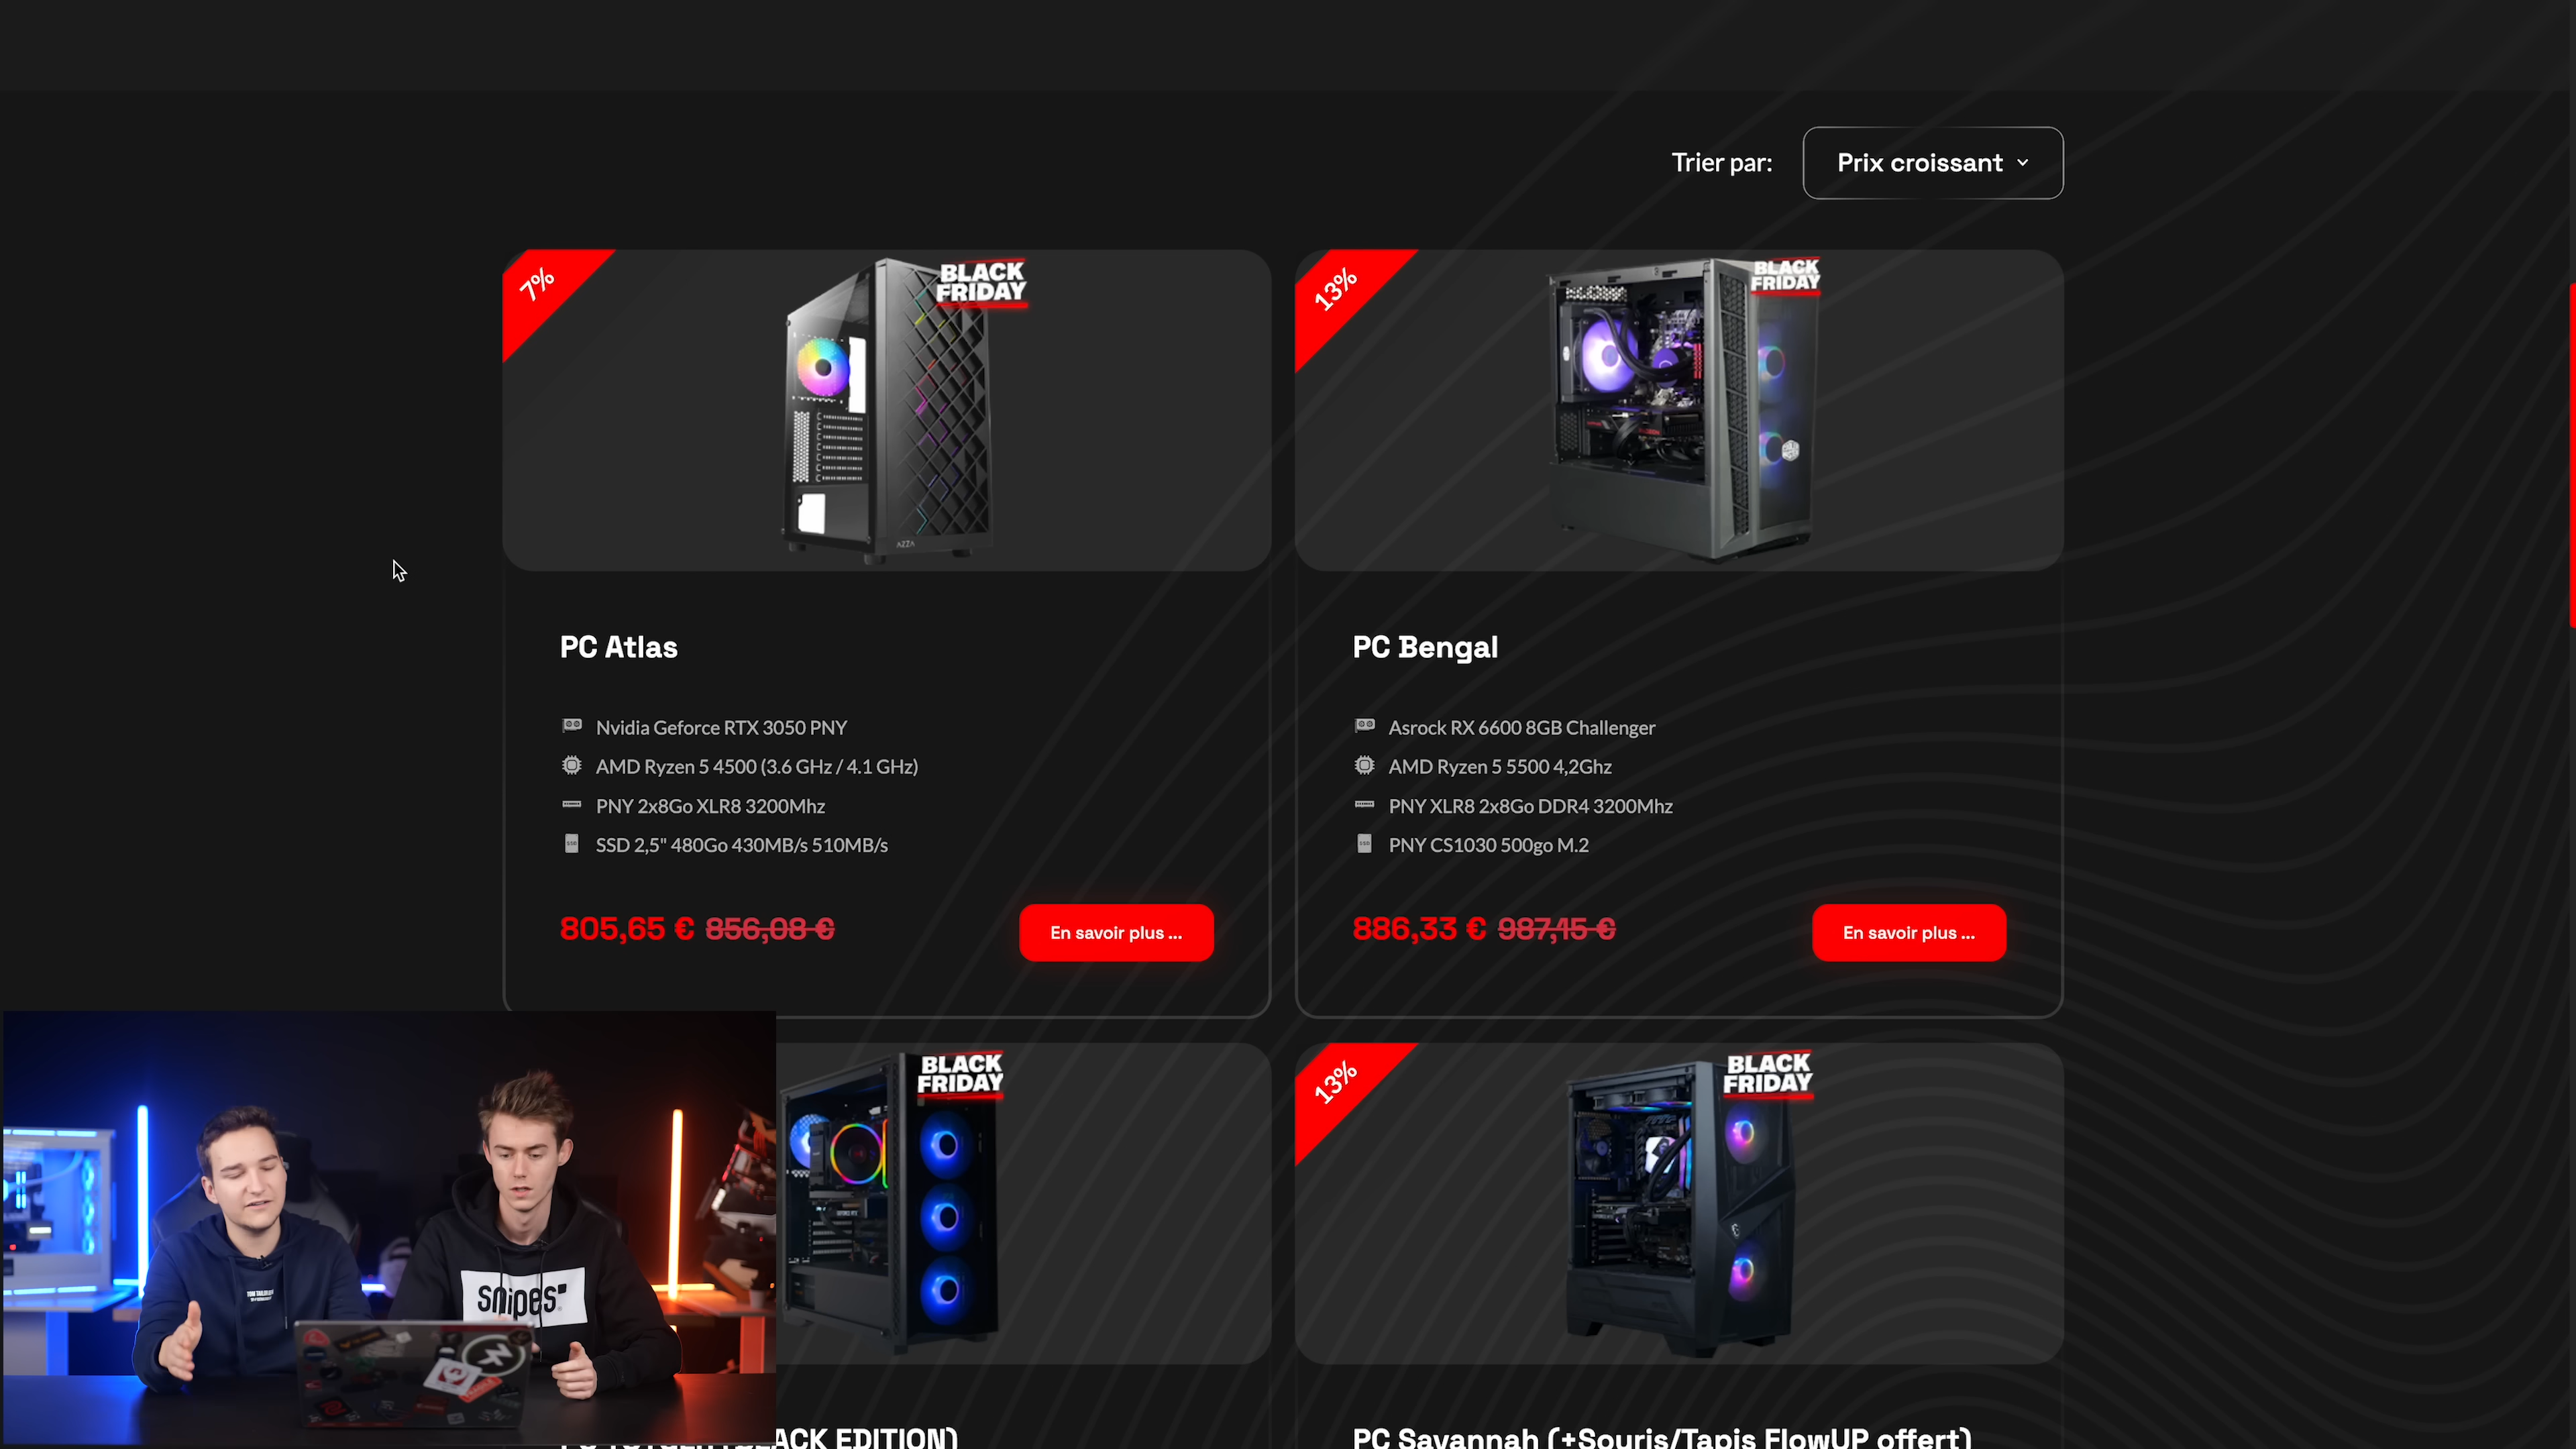 Trier par:
Prix croissant
7%
BLACK
FRIDAY
AZZA
13%
BLACK
FRIDAY
PC Atlas
Nvidia Geforce RTX 3050 PNY
AMD Ryzen 5 4500 (3.6 GHz / 4.1 GHz)
PNY 2x8Go XLR8 3200Mhz
SSD 2,5" 480Go 430MB/s 510MB/s
805,65 € 856,08 €
En savoir plus ...
PC Bengal
Asrock RX 6600 8GB Challenger
AMD Ryzen 5 5500 4,2Ghz
PNY XLR8 2x8Go DDR4 3200Mhz
PNY CS1030 500go M.2
886,33 € 987,15 €
En savoir plus ...
BLACK
FRIDAY
13%
BLACK
FRIDAY
snipes
EDITION)
PC Savannah (+Souris/Tapis FlowUP offert)